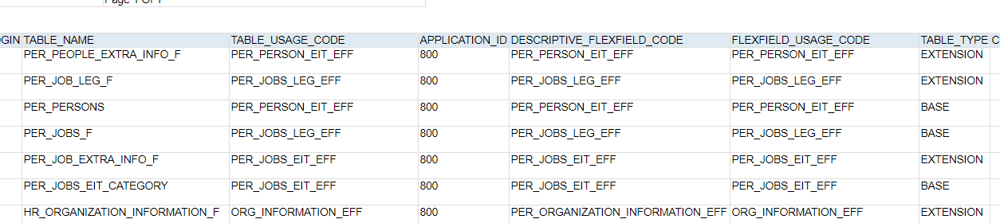 Page 1 of 1
OGIN TABLE_NAME TABLE_USAGE_CODE APPLICATION_ID DESCRIPTIVE_FLEXFIELD_CODE FLEXFIELD_USAGE_CODE TABLE_TYPE C
PER_PEOPLE_EXTRA_INFO_F PER_PERSON_EIT_EFF 800 PER_PERSON_EIT_EFF PER_PERSON_EIT_EFF EXTENSION
PER_JOB_LEG_F PER_JOBS_LEG_EFF 800 PER_JOBS_LEG_EFF PER_JOBS_LEG_EFF EXTENSION
PER_PERSONS PER_PERSON_EIT_EFF 800 PER_PERSON_EIT_EFF PER_PERSON_EIT_EFF BASE
PER_JOBS_F PER_JOBS_LEG_EFF 800 PER_JOBS_LEG_EFF PER_JOBS_LEG_EFF BASE
PER_JOB_EXTRA_INFO_F PER_JOBS_EIT_EFF 800 PER_JOBS_EIT_EFF PER_JOBS_EIT_EFF EXTENSION
PER_JOBS_EIT_CATEGORY PER_JOBS_EIT_EFF 800 PER_JOBS_EIT_EFF PER_JOBS_EIT_EFF BASE
HR_ORGANIZATION_INFORMATION_F ORG_INFORMATION_EFF 800 PER_ORGANIZATION_INFORMATION_EFF ORG_INFORMATION_EFF EXTENSION